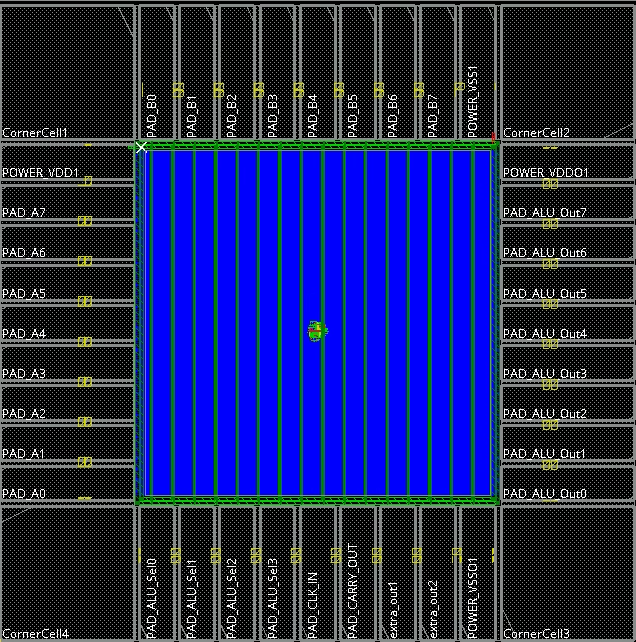 PAD_B0
PAD_B1
PAD_B2
PAD_B3
PAD_B4
PAD_B5
PAD_B6
PAD_B7
POWER_VSS1
CornerCell1
CornerCell2
POWER_VDD1
POWER_VDDO1
PAD_A7
PAD_ALU_Out7
PAD_A6
PAD_ALU_Out6
PAD_A5
PAD_ALU_Out5
PAD_A4
PAD_ALU_Out4
PAD_A3
PAD_ALU_Out3
PAD_A2
PAD_ALU_Out2
PAD_A1
PAD_ALU_Out1
PAD_A0
PAD_ALU_Out0
PAD_ALU_Sel0
PAD_ALU_Sel1
PAD_ALU_Sel2
PAD_ALU_Sel3
PAD_CLK_IN
PAD_CARRY_OUT
extra_out1
extra_out2
POWER_VSSO1
CornerCell4
CornerCell3